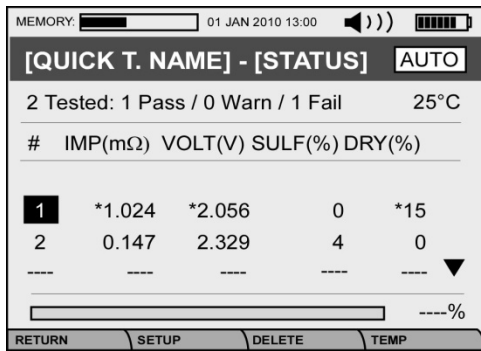 MEMORY: 01 JAN 2010 13:00
[QUICK T. NAME] - [STATUS] AUTO
2 Tested: 1 Pass / 0 Warn / 1 Fail 25°C
# IMP(mΩ) VOLT(V) SULF(%) DRY(%)
1 *1.024 *2.056 0 *15
2 0.147 2.329 4 0
---- ---- ---- ---- ----
----%
RETURN SETUP DELETE TEMP